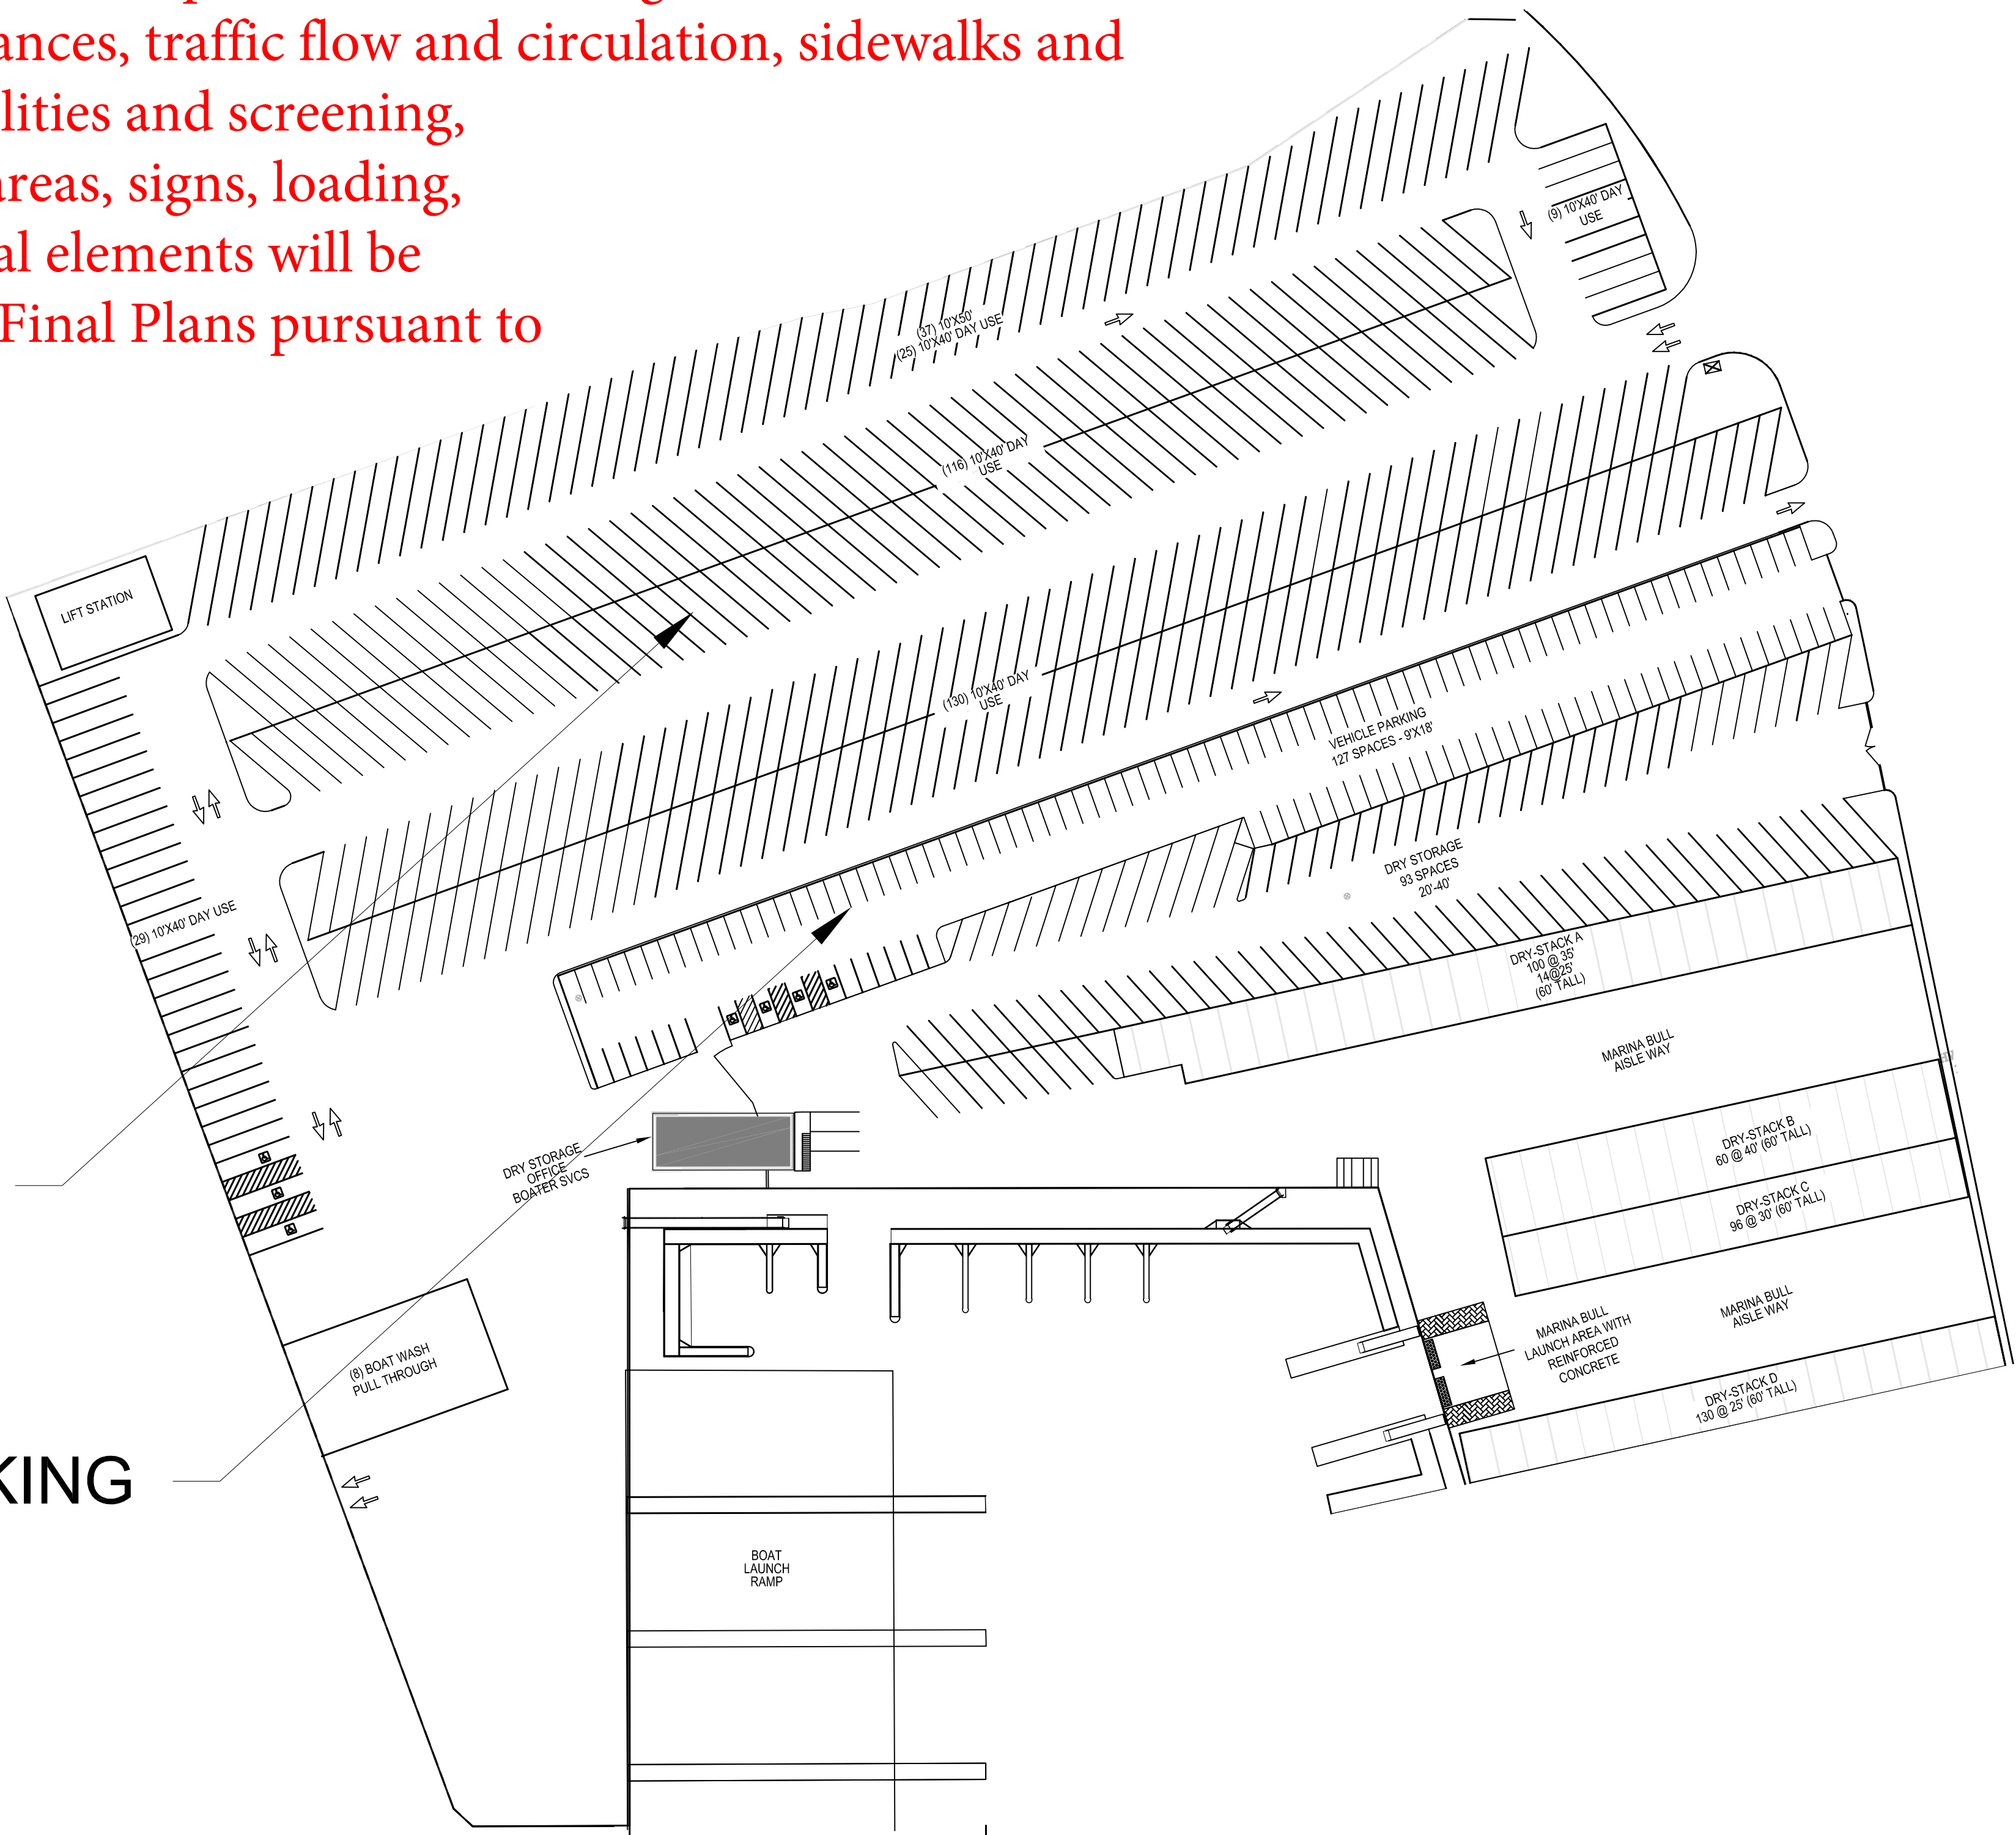 ances, traffic flow and circulation, sidewalks and
lities and screening,
areas, signs, loading,
al elements will be
Final Plans pursuant to
(9) 10'X40' DAY
USE
(37) 10'X50'
(25) 10'X40' DAY USE
(116) 10'X40' DAY
USE
LIFT STATION
(130) 10'X40' DAY
USE
VEHICLE PARKING
127 SPACES - 9'X18'
DRY STORAGE
93 SPACES
20'-40'
(29) 10'X40' DAY USE
DRY-STACK A
100 @ 35'
14@25'
(60' TALL)
MARINA BULL
AISLE WAY
DRY-STACK B
60 @ 40' (60' TALL)
DRY-STACK C
96 @ 30' (60' TALL)
DRY STORAGE
OFFICE
BOATER SVCS
MARINA BULL
LAUNCH AREA WITH
REINFORCED
CONCRETE
MARINA BULL
AISLE WAY
(8) BOAT WASH
PULL THROUGH
DRY-STACK D
130 @ 25' (60' TALL)
KING
BOAT
LAUNCH
RAMP